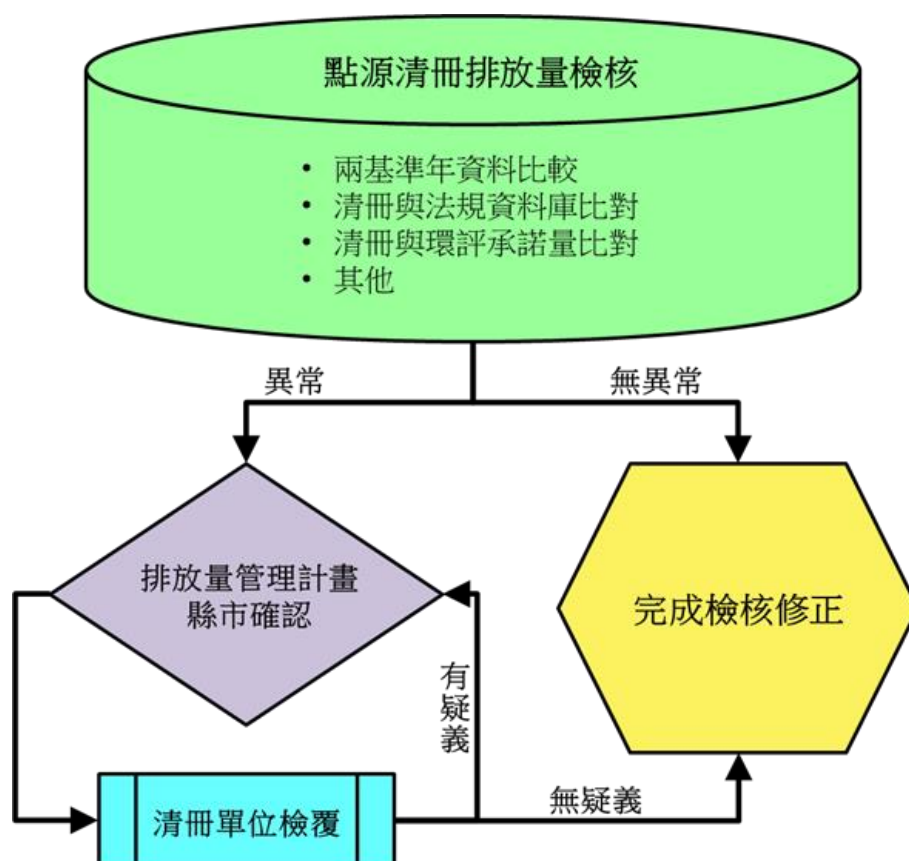 點源清冊排放量檢核
• 兩基準年資料比較
• 清冊與法規資料庫比對
• 清冊與環評承諾量比對
• 其他
異常
無異常
排放量管理計畫
縣市確認
完成檢核修正
有疑義
清冊單位檢覆
無疑義